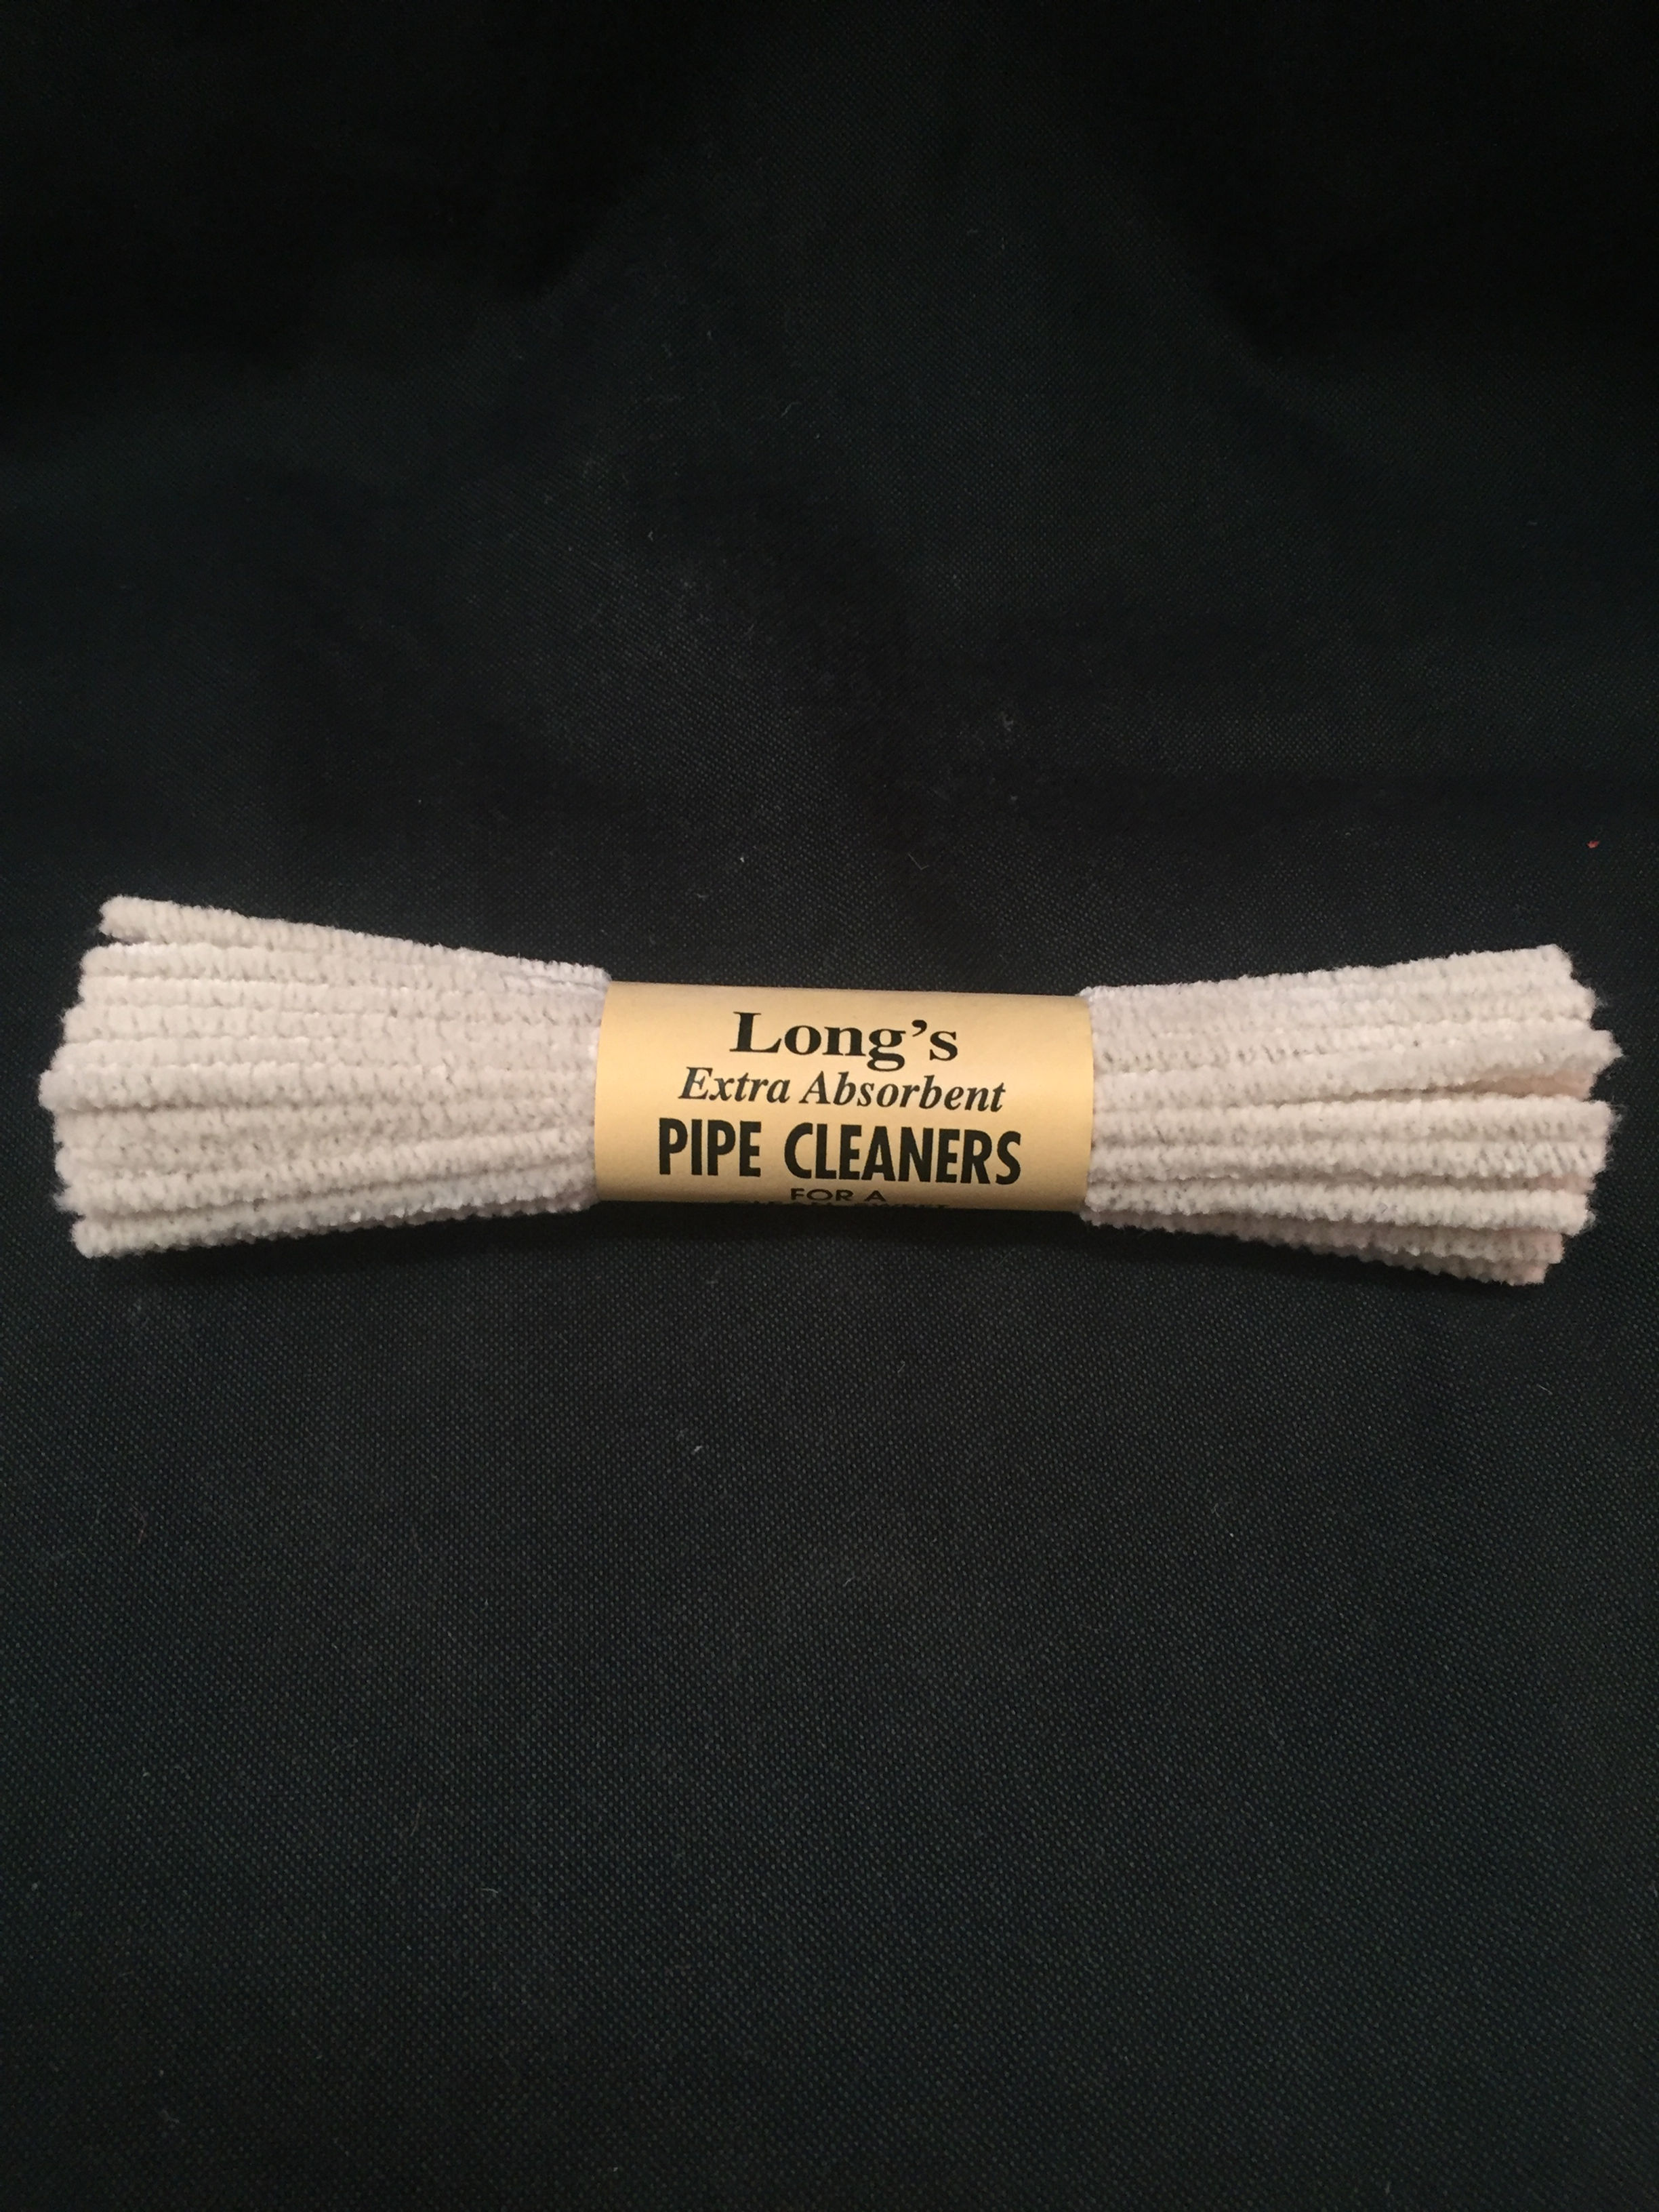 Long's
Extra Absorbent
PIPE CLEANERS
FOR A